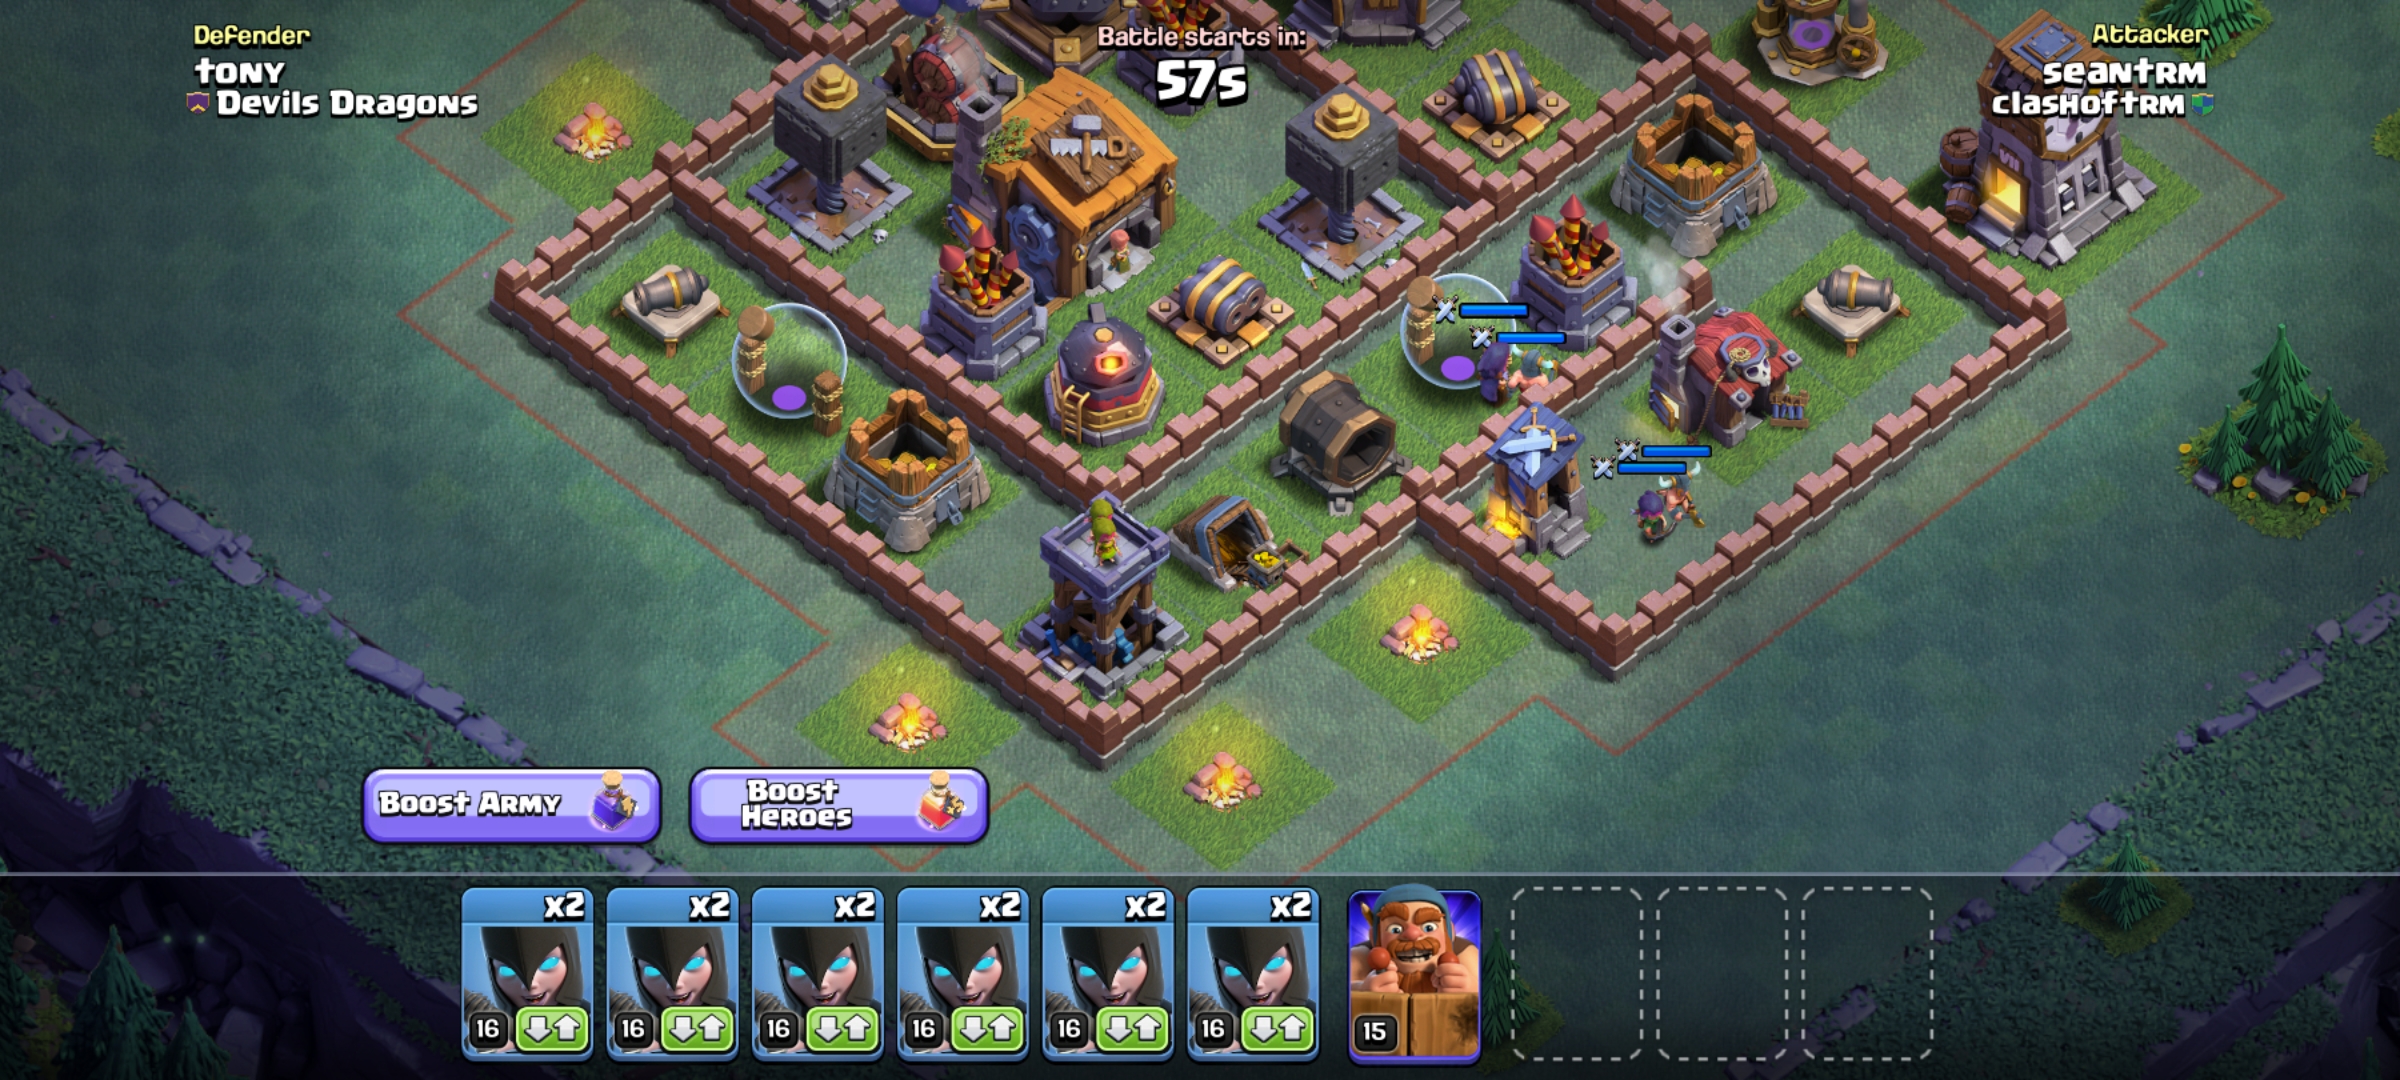 Defender
tony
Devils Dragons
Battle starts in:
57s
Attacker
seantRM
clashoftRM
VII
Boost Army
Boost
Heroes
x2 x2 x2 x2 x2 x2
16 16 16 16 16 16 15